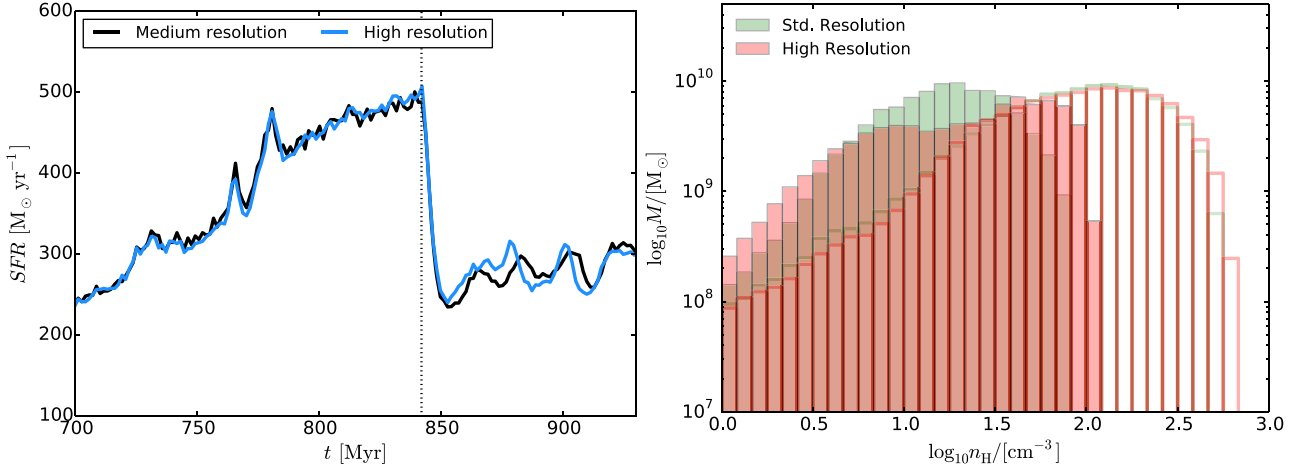 Medium resolution High resolution
SFR [M⊙ yr⁻¹]
600
500
400
300
200
100
700 750 800 850 900
t [Myr]
Std. Resolution
High Resolution
log₁₀M/[M⊙]
10¹⁰
10⁹
10⁸
10⁷
0.0 0.5 1.0 1.5 2.0 2.5 3.0
log₁₀n_H/[cm⁻³]